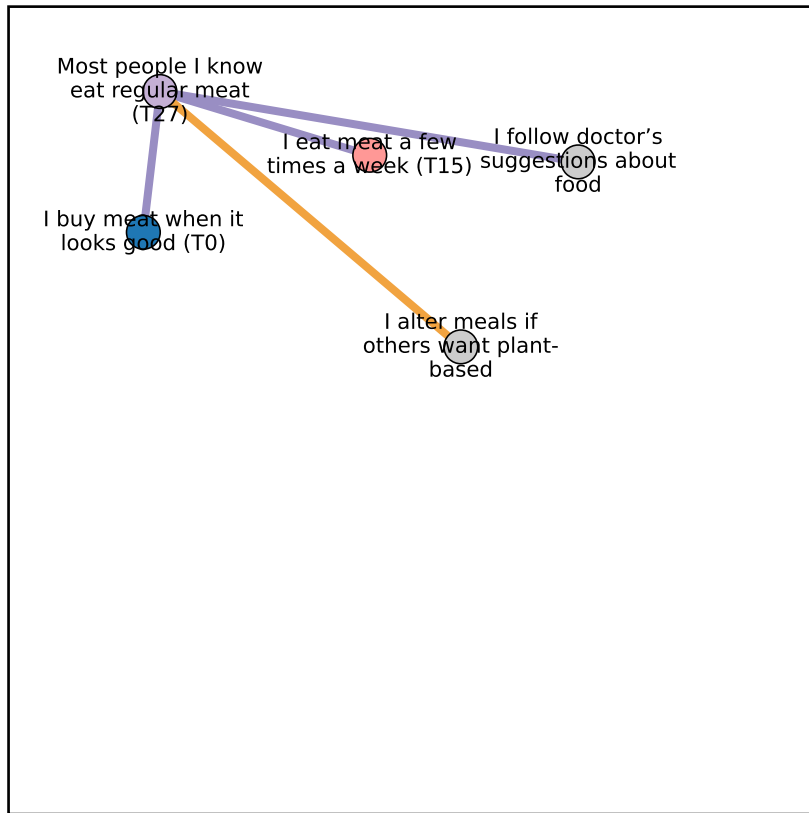 Most people I know
eat regular meat
(T27)
I eat meat a few
times a week (T15)
I follow doctor’s
suggestions about
food
I buy meat when it
looks good (T0)
I alter meals if
others want plant-
based